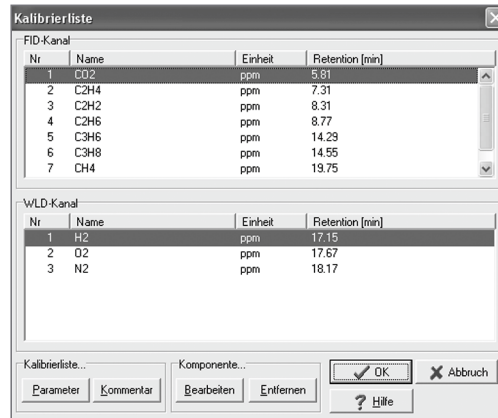 Kalibrierliste
FID-Kanal
Nr Name Einheit Retention [min]
1 CO2 ppm 5.81
2 C2H4 ppm 7.31
3 C2H2 ppm 8.31
4 C2H6 ppm 8.77
5 C3H6 ppm 14.29
6 C3H8 ppm 14.55
7 CH4 ppm 19.75
WLD-Kanal
Nr Name Einheit Retention [min]
1 H2 ppm 17.15
2 O2 ppm 17.67
3 N2 ppm 18.17
Kalibrierliste... Komponente...
Parameter Kommentar Bearbeiten Entfernen
OK Abbruch
? Hilfe